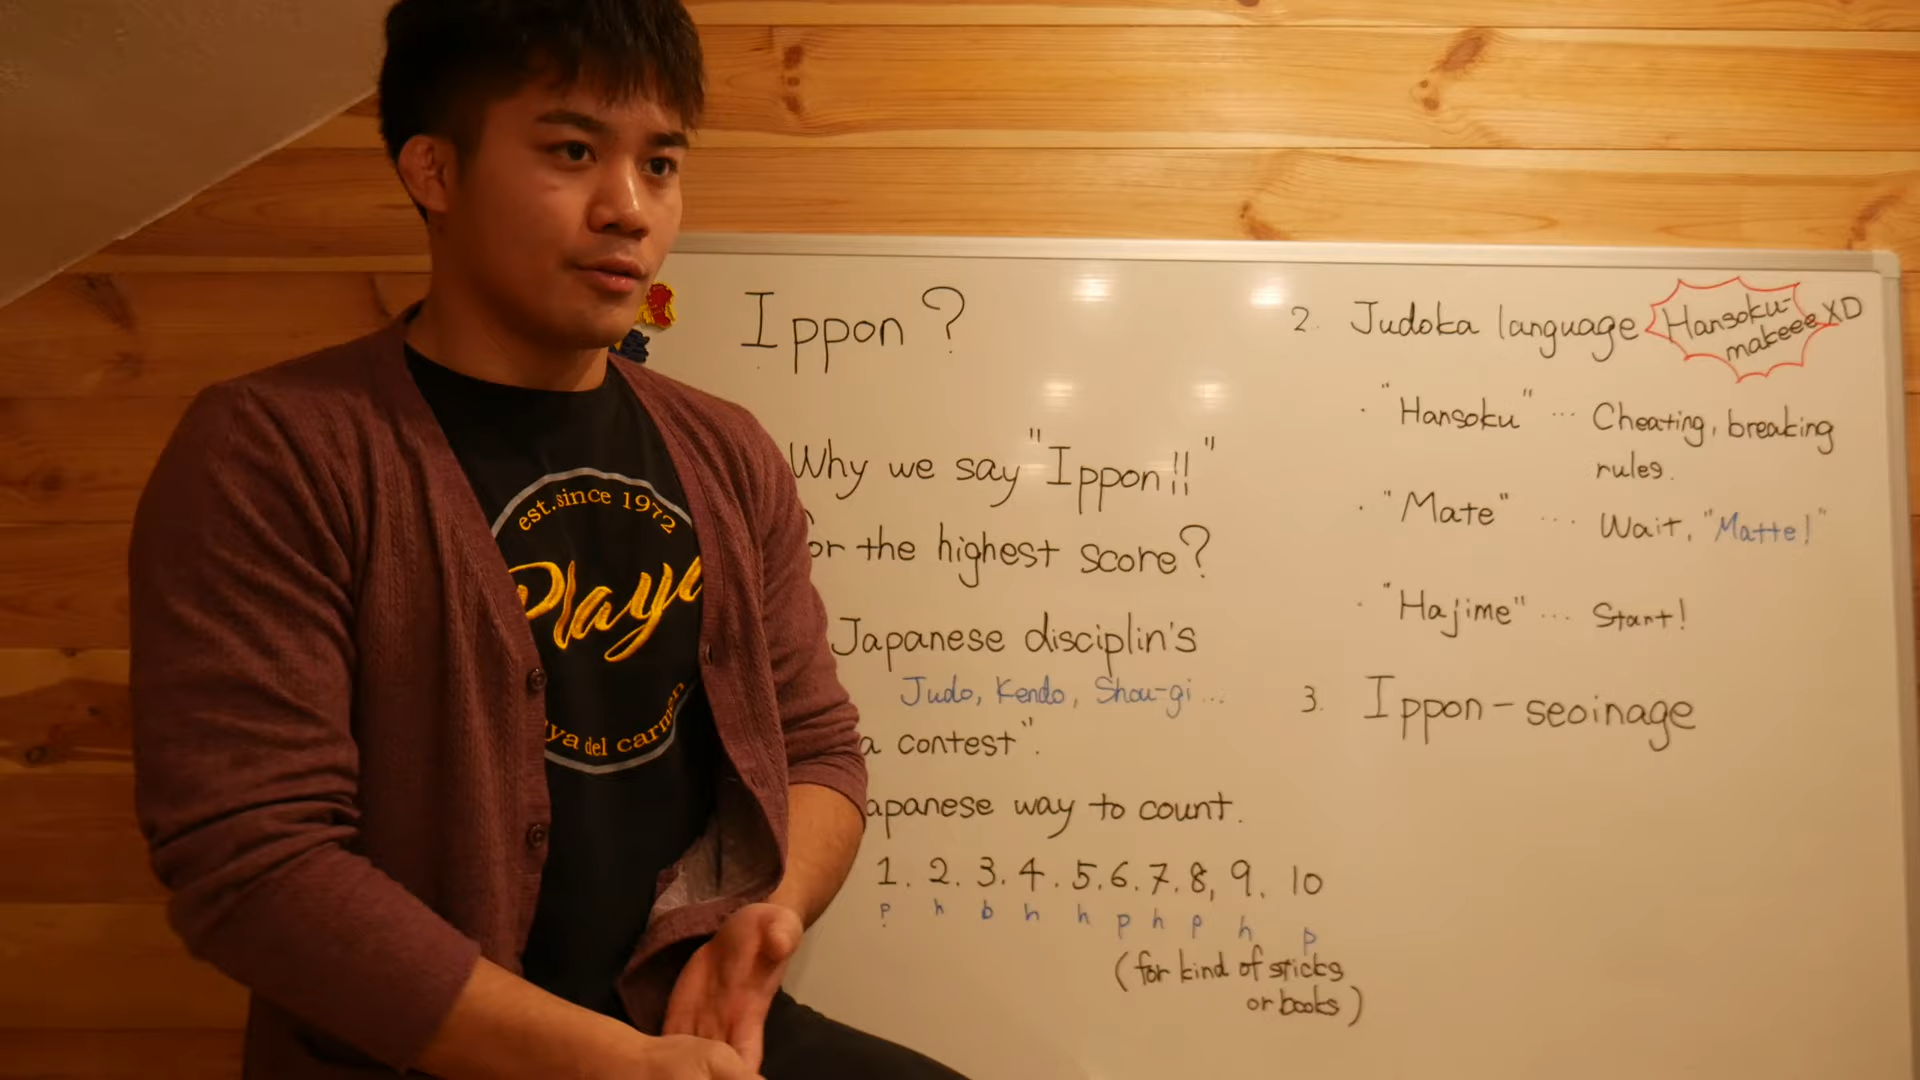 est. since 1972
Playa
ya del carmen
Ippon?
Why we say "Ippon!!"
for the highest score?
Japanese disciplin's
Judo, Kendo, Shou-gi...
a contest".
apanese way to count.
1. 2. 3. 4. 5. 6. 7. 8, 9. 10
p h b h h p h p h p
(for kind of sticks
or books)
2. Judoka language
Hansoku-
makeee XD
· "Hansoku" ... Cheating, breaking
rules.
· "Mate" ... Wait, "Matte!"
· "Hajime" ... Start!
3. Ippon-seoinage